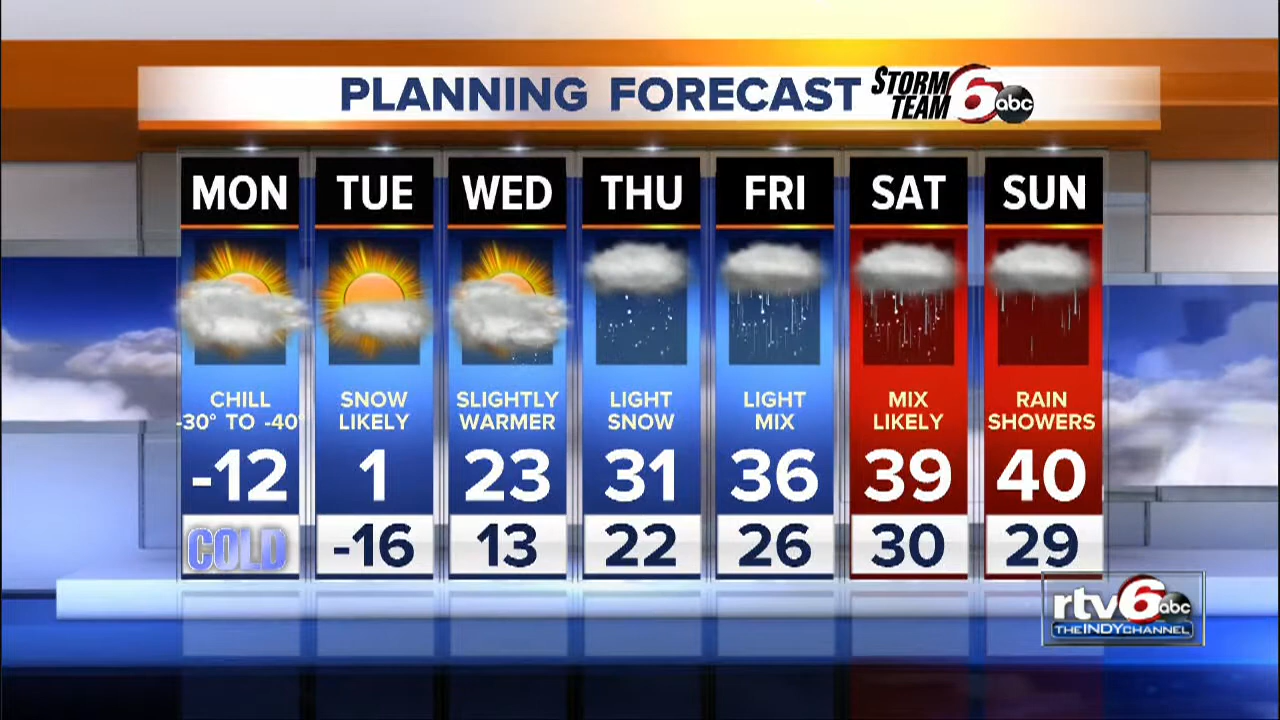 PLANNING FORECAST STORM TEAM 6 abc
MON TUE WED THU FRI SAT SUN
CHILL -30° TO -40°
SNOW LIKELY
SLIGHTLY WARMER
LIGHT SNOW
LIGHT MIX
MIX LIKELY
RAIN SHOWERS
-12 1 23 31 36 39 40
COLD -16 13 22 26 30 29
rtv6 abc
THE INDY CHANNEL